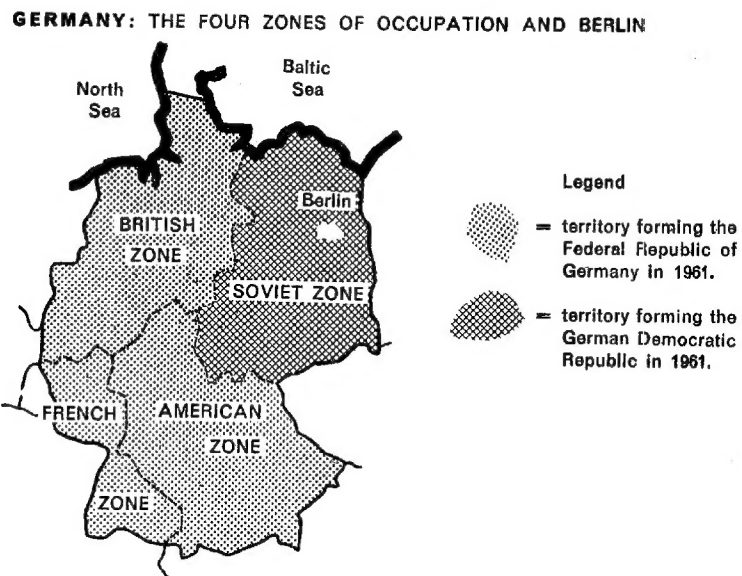 GERMANY: THE FOUR ZONES OF OCCUPATION AND BERLIN
North
Sea
Baltic
Sea
Berlin
BRITISH
ZONE
SOVIET ZONE
FRENCH
ZONE
AMERICAN
ZONE
Legend
= territory forming the
Federal Republic of
Germany in 1961.
= territory forming the
German Democratic
Republic in 1961.